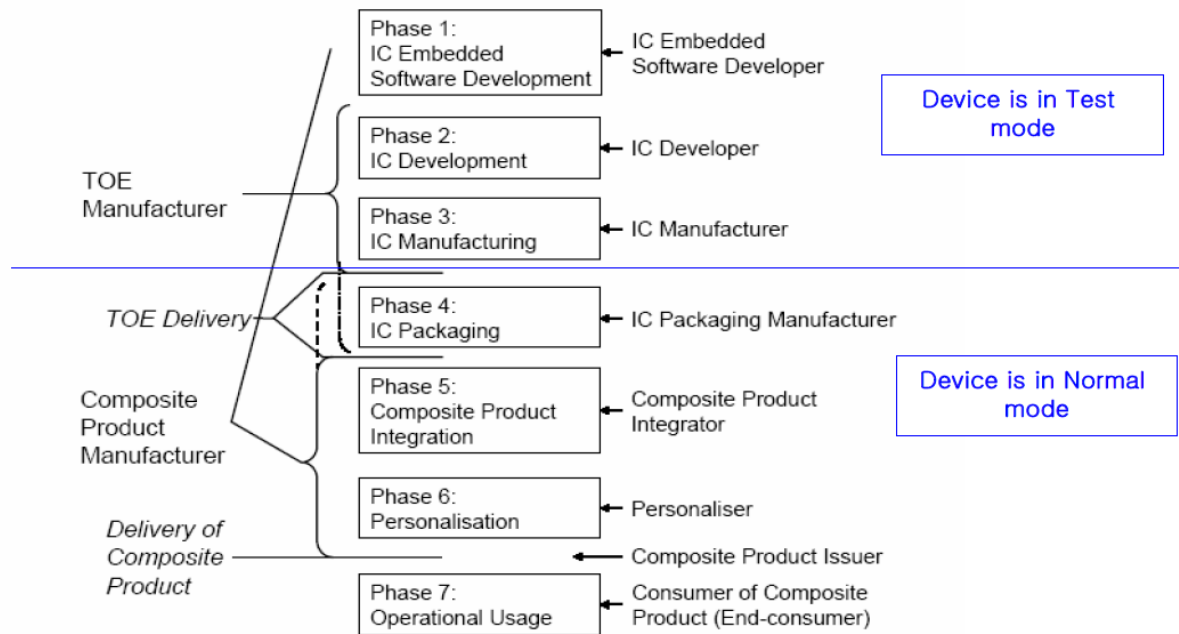 Phase 1:
IC Embedded
Software Development
IC Embedded
Software Developer
Device is in Test
mode
Phase 2:
IC Development
IC Developer
TOE
Manufacturer
Phase 3:
IC Manufacturing
IC Manufacturer
TOE Delivery
Phase 4:
IC Packaging
IC Packaging Manufacturer
Device is in Normal
mode
Composite
Product
Manufacturer
Phase 5:
Composite Product
Integration
Composite Product
Integrator
Phase 6:
Personalisation
Personaliser
Delivery of
Composite
Product
Composite Product Issuer
Phase 7:
Operational Usage
Consumer of Composite
Product (End-consumer)